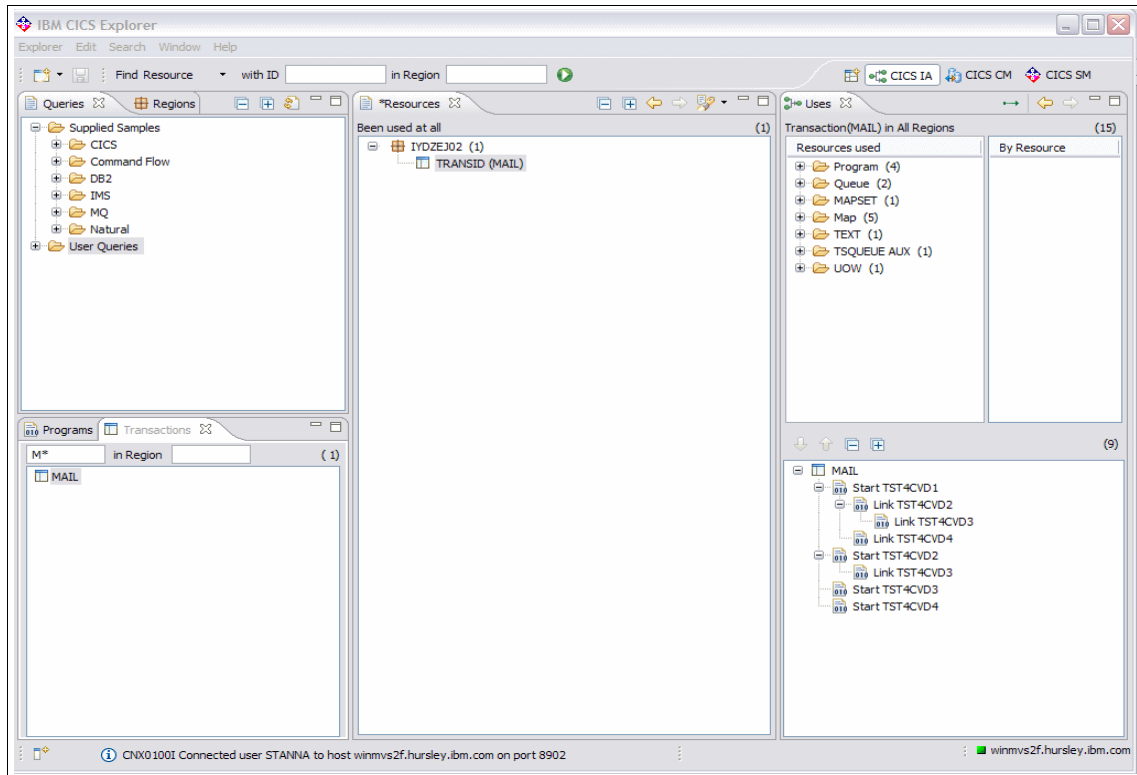 IBM CICS Explorer
Explorer Edit Search Window Help
Find Resource with ID in Region
CICS IA CICS CM CICS SM
Queries Regions
Supplied Samples
CICS
Command Flow
DB2
IMS
MQ
Natural
User Queries
Programs Transactions
M* in Region ( 1)
MAIL
*Resources
Been used at all (1)
IYDZEJ02 (1)
TRANSID (MAIL)
Uses
Transaction(MAIL) in All Regions (15)
Resources used By Resource
Program (4)
Queue (2)
MAPSET (1)
Map (5)
TEXT (1)
TSQUEUE AUX (1)
UOW (1)
(9)
MAIL
Start TST4CVD1
Link TST4CVD2
Link TST4CVD3
Link TST4CVD4
Start TST4CVD2
Link TST4CVD3
Start TST4CVD3
Start TST4CVD4
CNX0100I Connected user STANNA to host winmvs2f.hursley.ibm.com on port 8902
winmvs2f.hursley.ibm.com